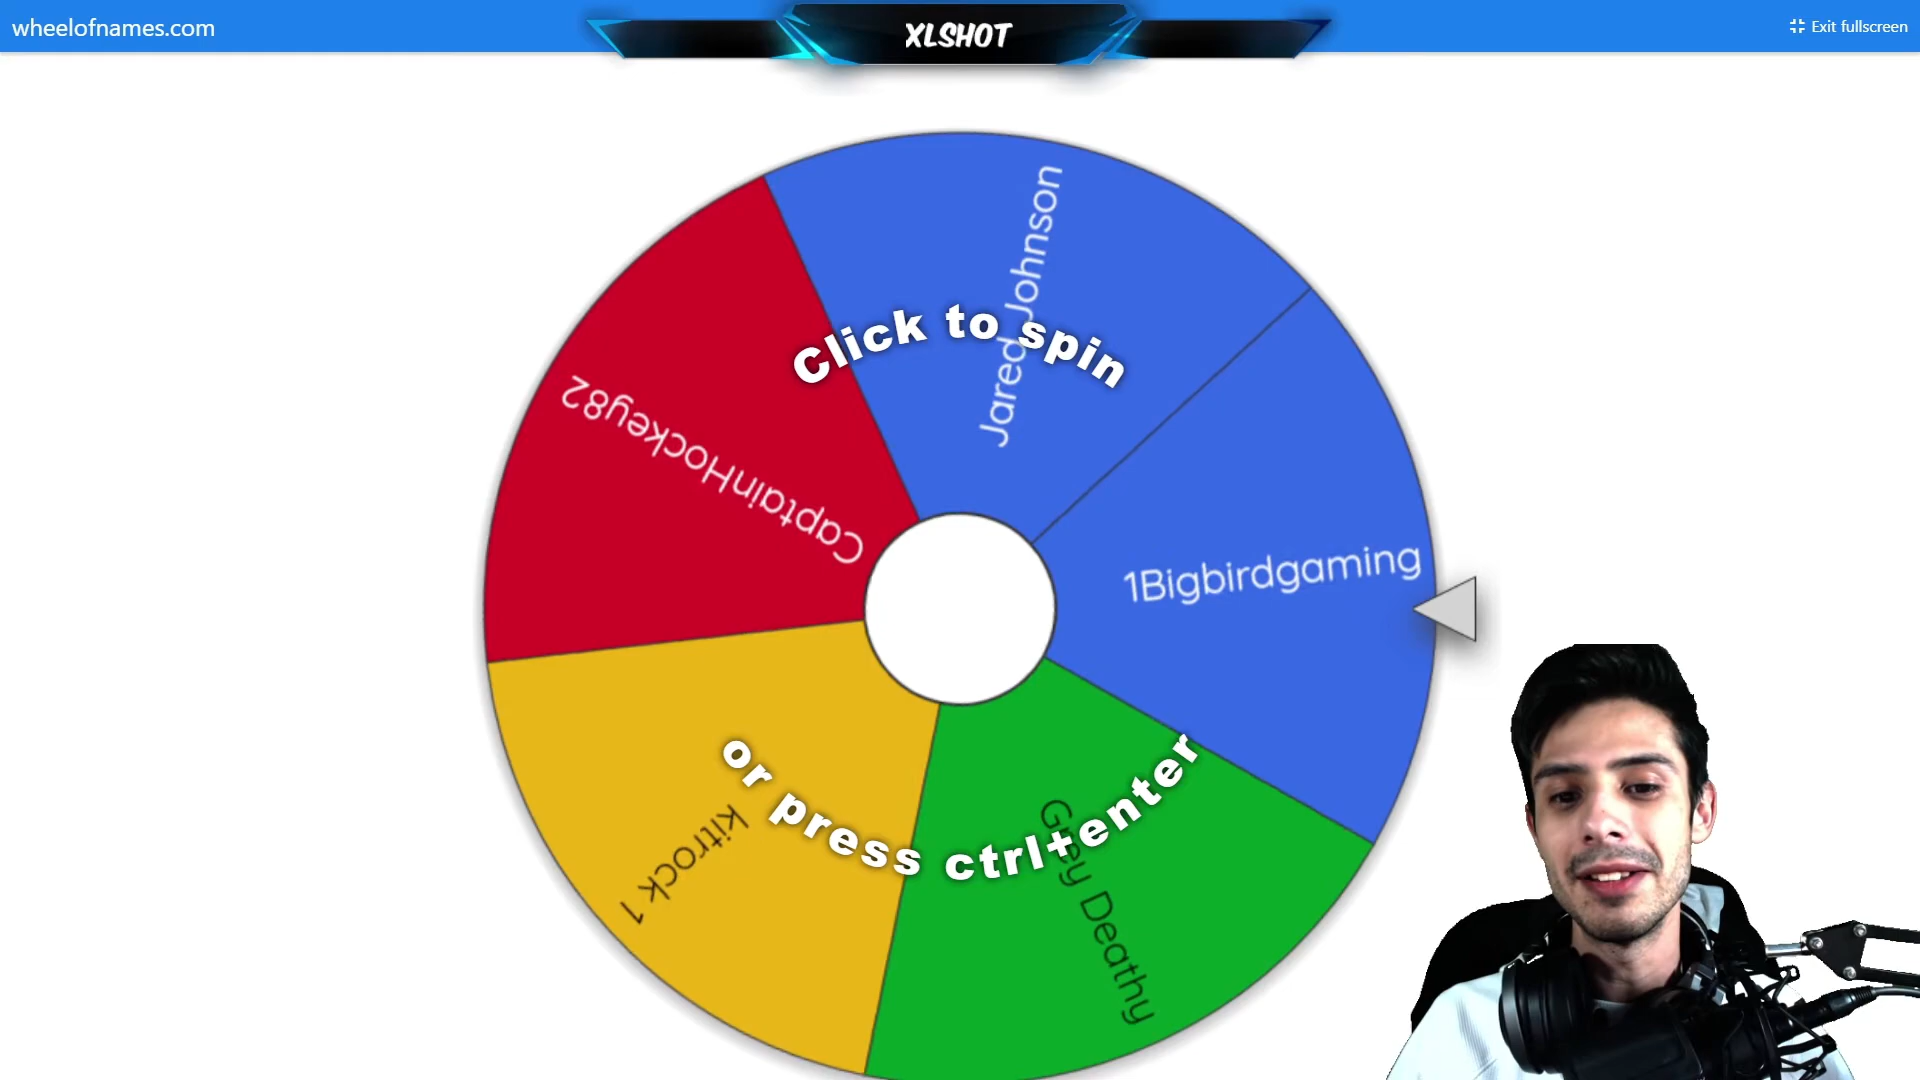 wheelofnames.com
XLSHOT
Exit fullscreen
Jared Johnson
Click to spin
CaptainHockey82
1Bigbirdgaming
or press ctrl+enter
kitrock 1
Grey Deathy